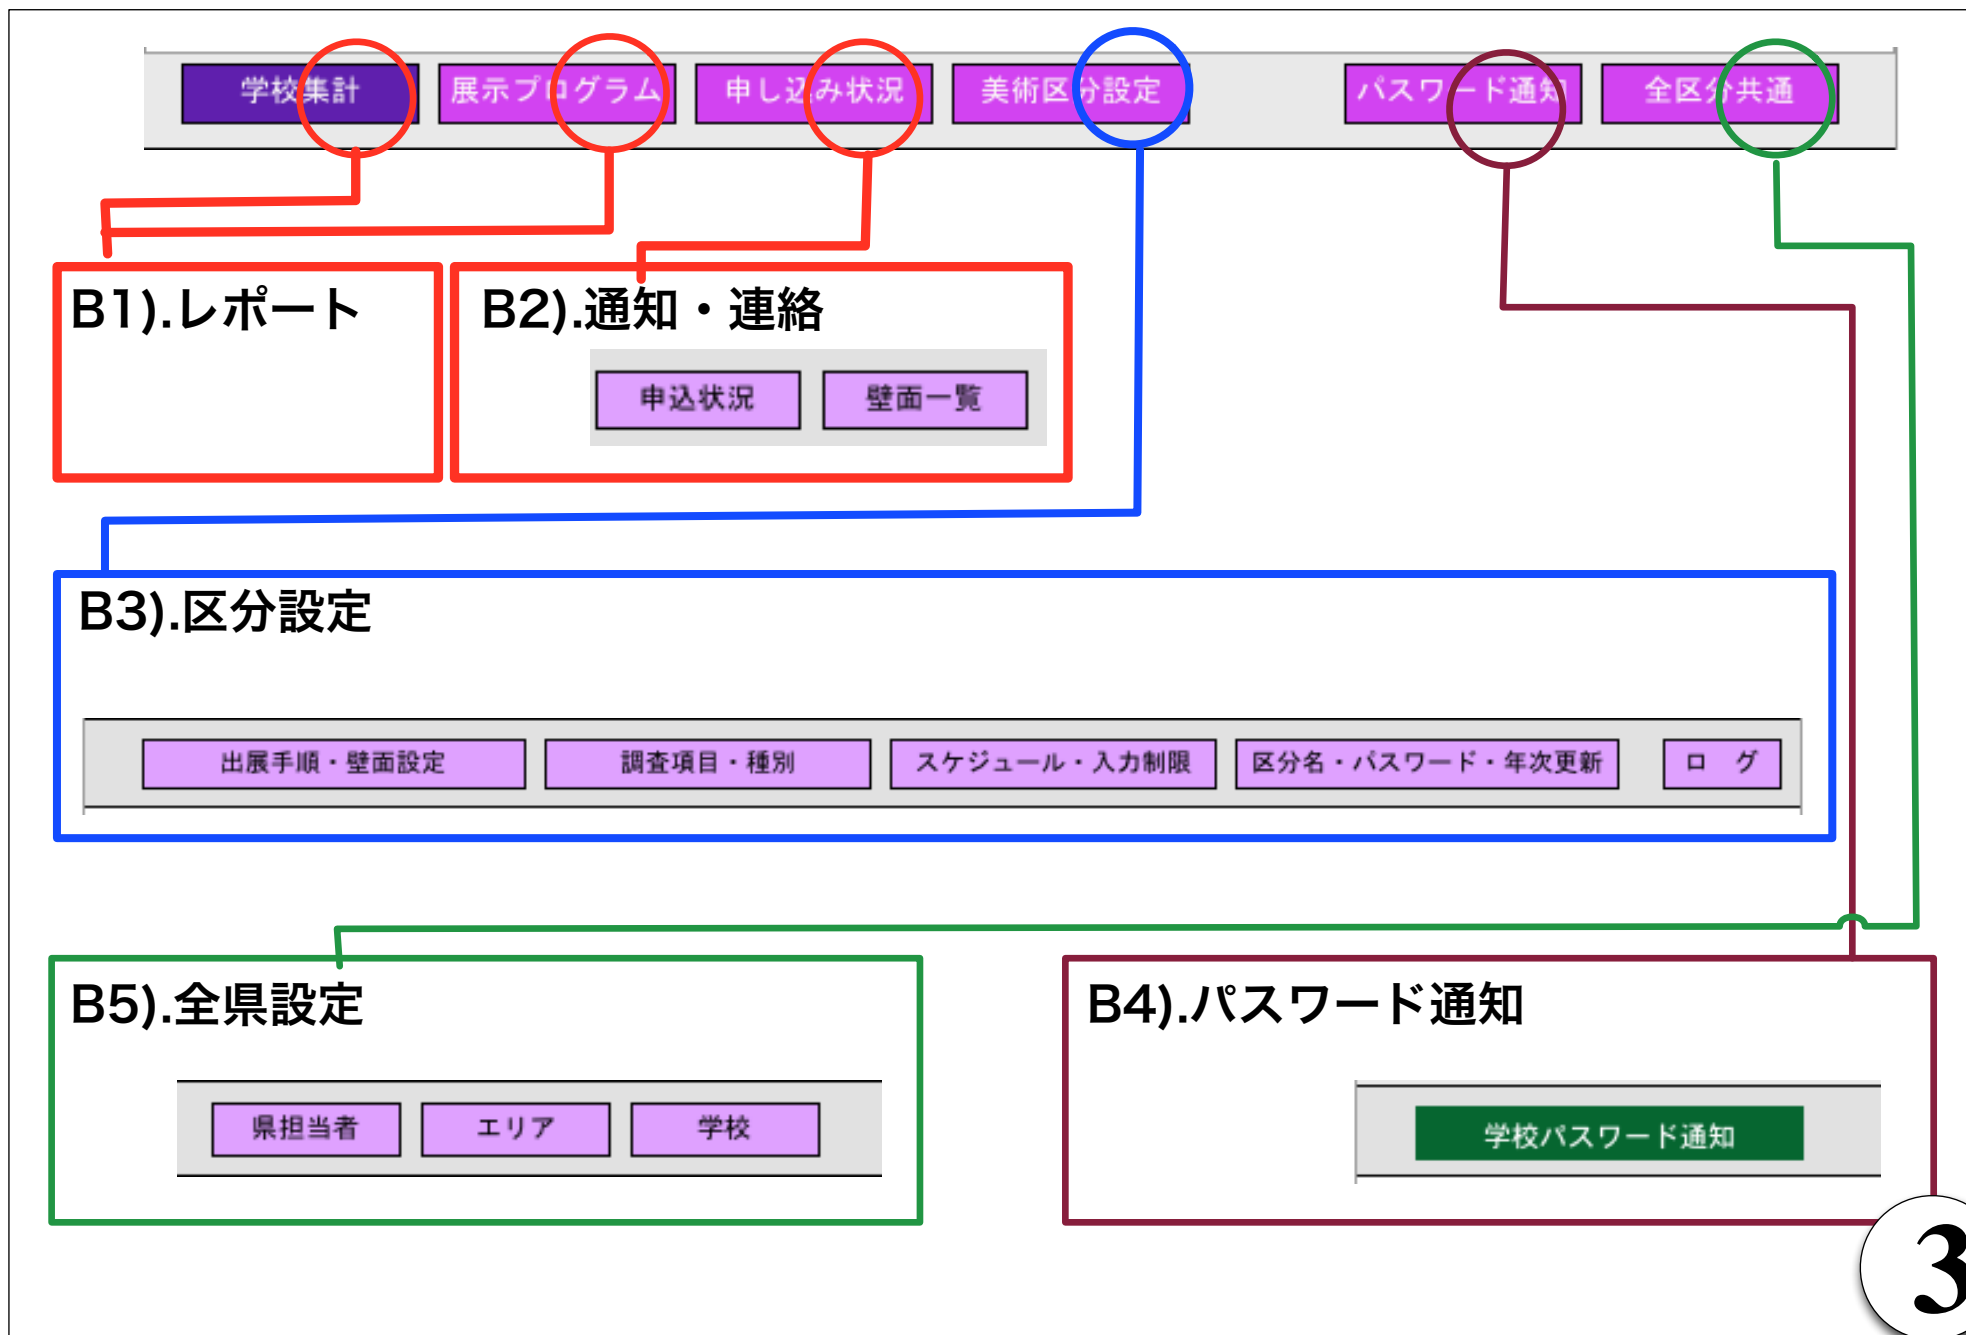 学校集計 展示プログラム 申し込み状況 美術区分設定 パスワード通知 全区分共通
B1).レポート
B2).通知・連絡
申込状況 壁面一覧
B3).区分設定
出展手順・壁面設定 調査項目・種別 スケジュール・入力制限 区分名・パスワード・年次更新 ログ
B5).全県設定
県担当者 エリア 学校
B4).パスワード通知
学校パスワード通知
3